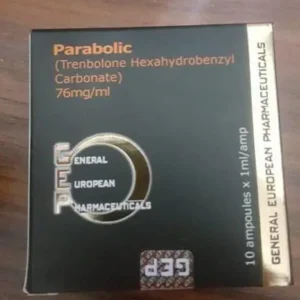 Parabolic
(Trenbolone Hexahydrobenzyl
Carbonate)
76mg/ml
GENERAL
EUROPEAN
PHARMACEUTICALS
GEP
10 ampoules x 1ml/amp
GENERAL EUROPEAN PHARMACEUTICALS